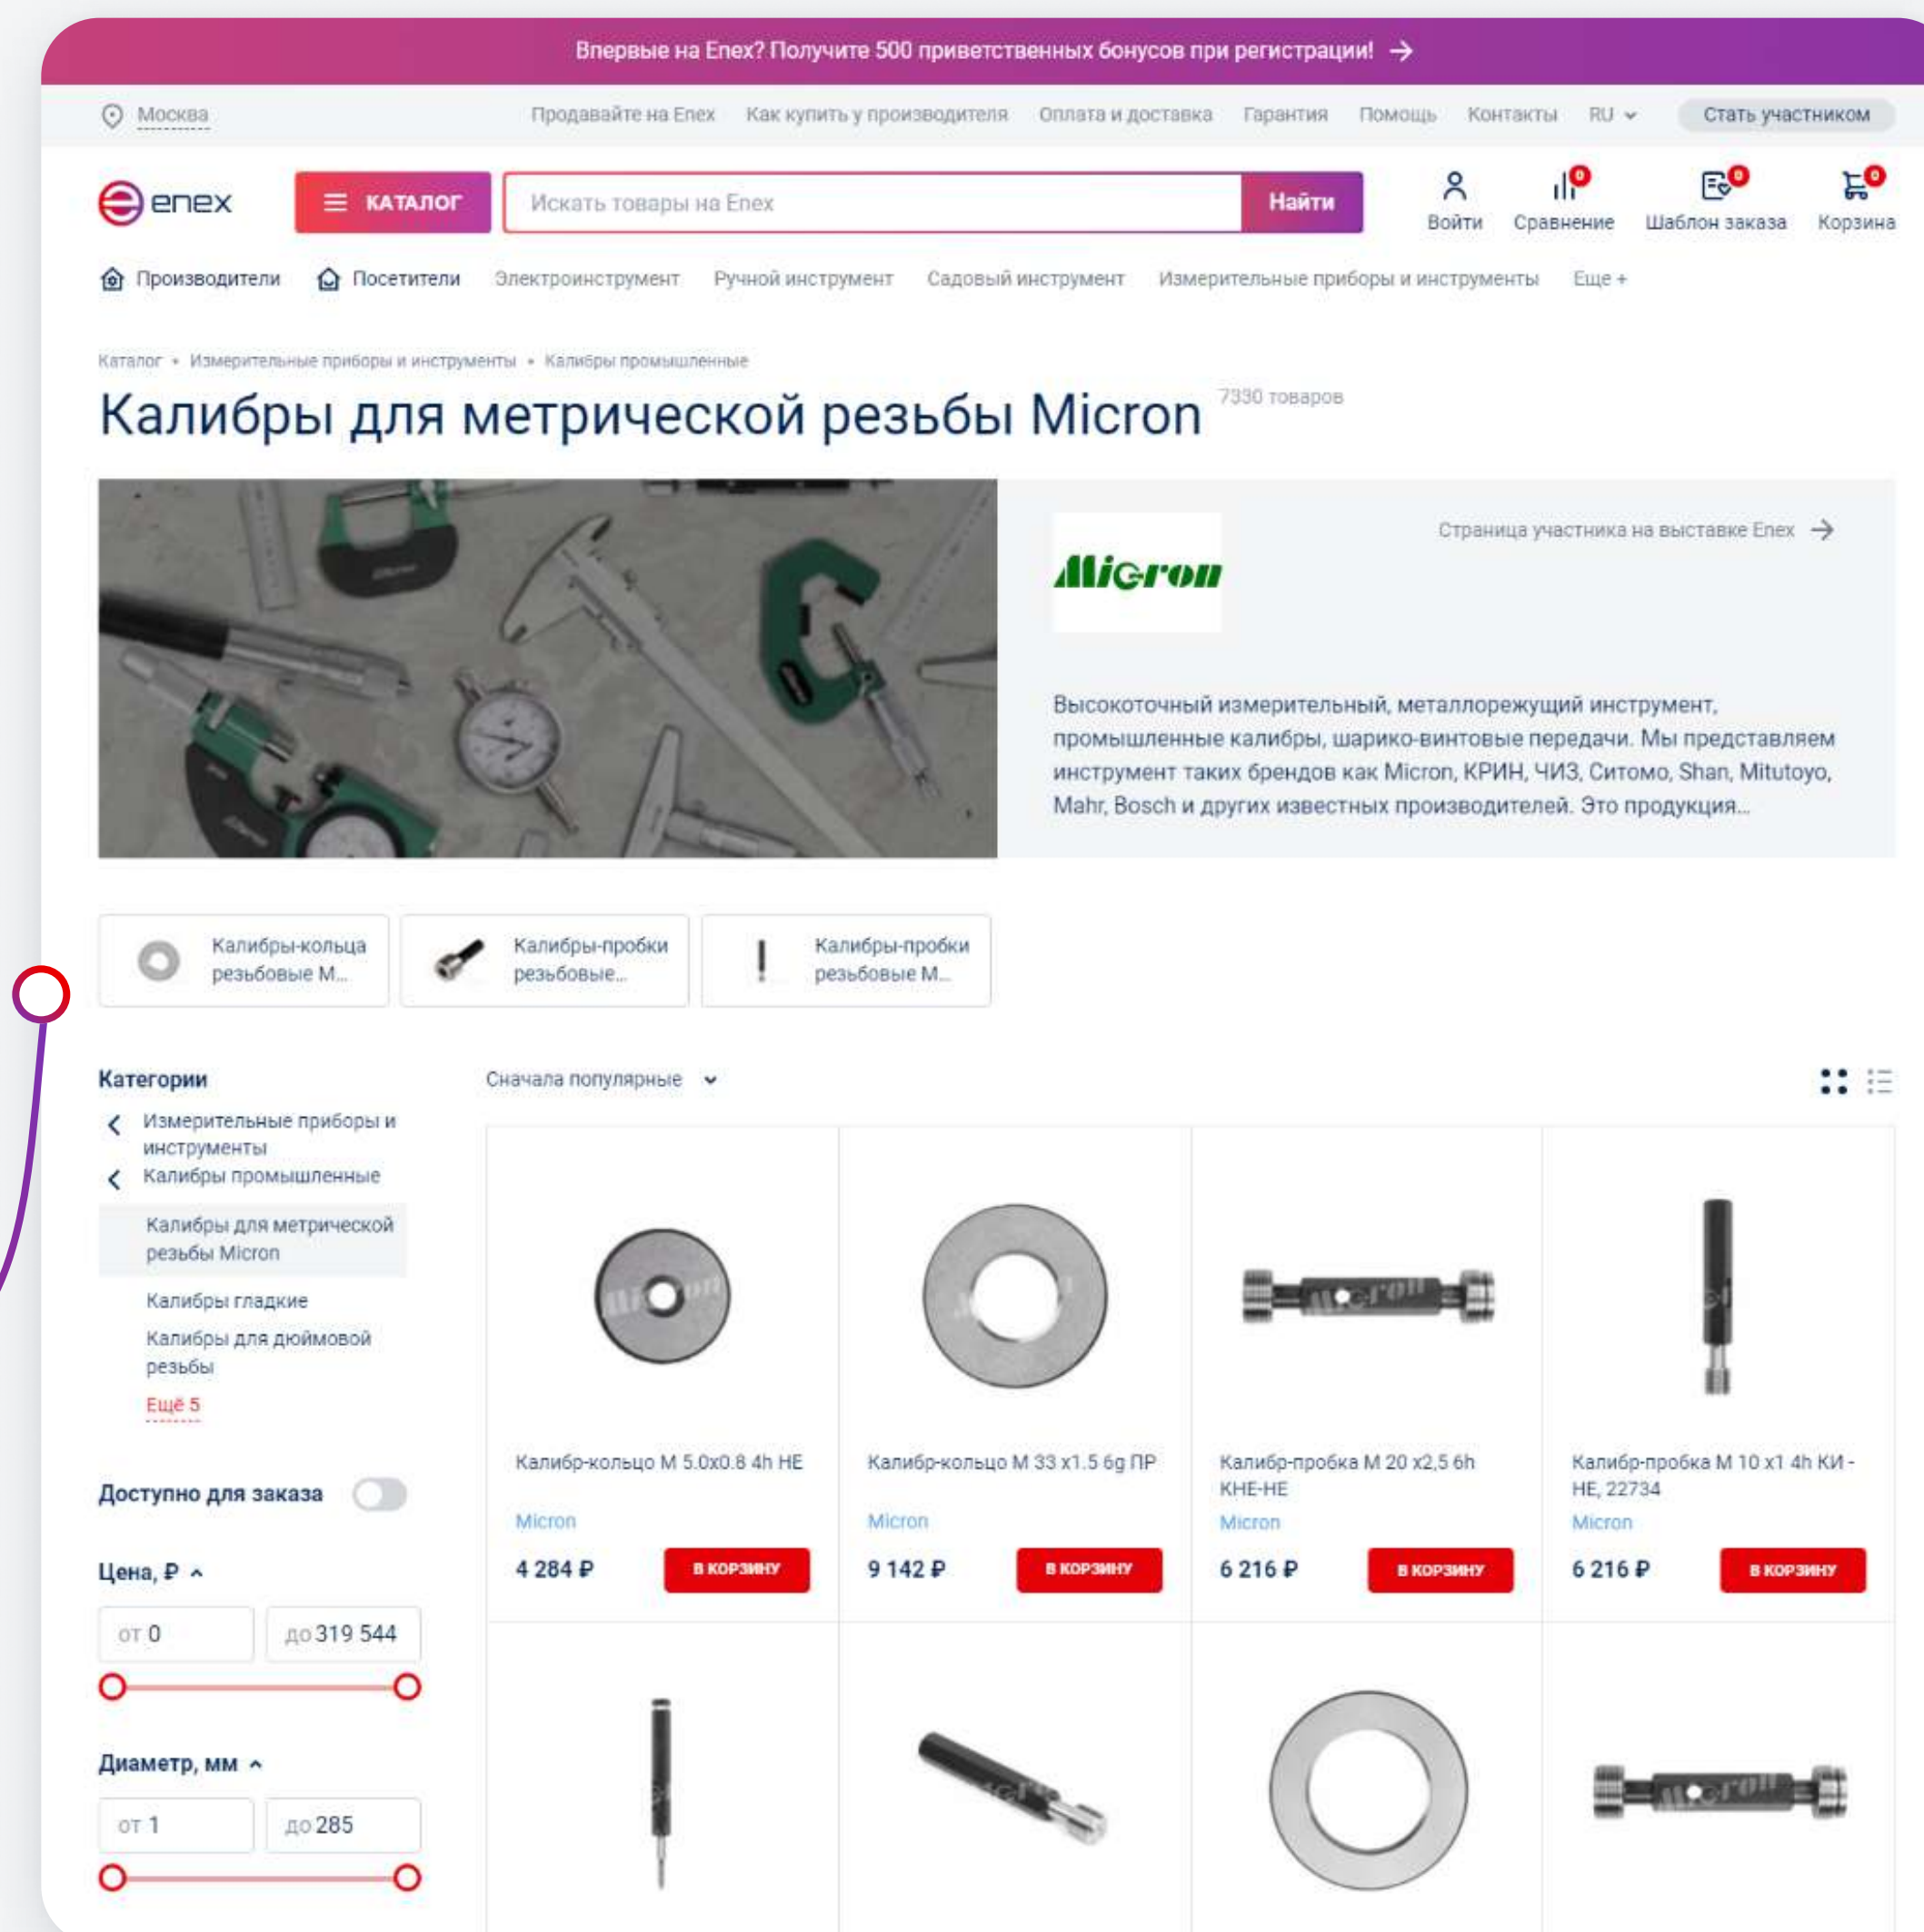 Впервые на Enex? Получите 500 приветственных бонусов при регистрации! →
Москва
Продавайте на Enex Как купить у производителя Оплата и доставка Гарантия Помощь Контакты RU Стать участником
enex
КАТАЛОГ
Искать товары на Enex
Найти
Войти
0
Сравнение
0
Шаблон заказа
0
Корзина
Производители Посетители Электроинструмент Ручной инструмент Садовый инструмент Измерительные приборы и инструменты Еще +
Каталог • Измерительные приборы и инструменты • Калибры промышленные
Калибры для метрической резьбы Micron
7330 товаров
Micron
Страница участника на выставке Enex →
Высокоточный измерительный, металлорежущий инструмент,
промышленные калибры, шарико-винтовые передачи. Мы представляем
инструмент таких брендов как Micron, КРИН, ЧИЗ, Ситомо, Shan, Mitutoyo,
Mahr, Bosch и других известных производителей. Это продукция...
Калибры-кольца
резьбовые М...
Калибры-пробки
резьбовые...
Калибры-пробки
резьбовые М...
Категории
Измерительные приборы и
инструменты
Калибры промышленные
Калибры для метрической
резьбы Micron
Калибры гладкие
Калибры для дюймовой
резьбы
Ещё 5
Доступно для заказа
Цена, ₽
от 0
до 319 544
Диаметр, мм
от 1
до 285
Сначала популярные
Калибр-кольцо М 5.0х0.8 4h НЕ
Micron
4 284 ₽
В КОРЗИНУ
Калибр-кольцо М 33 х1.5 6g ПР
Micron
9 142 ₽
В КОРЗИНУ
Micron
Калибр-пробка М 20 х2,5 6h
КНЕ-НЕ
Micron
6 216 ₽
В КОРЗИНУ
Калибр-пробка М 10 х1 4h КИ -
НЕ, 22734
Micron
6 216 ₽
В КОРЗИНУ
Micron